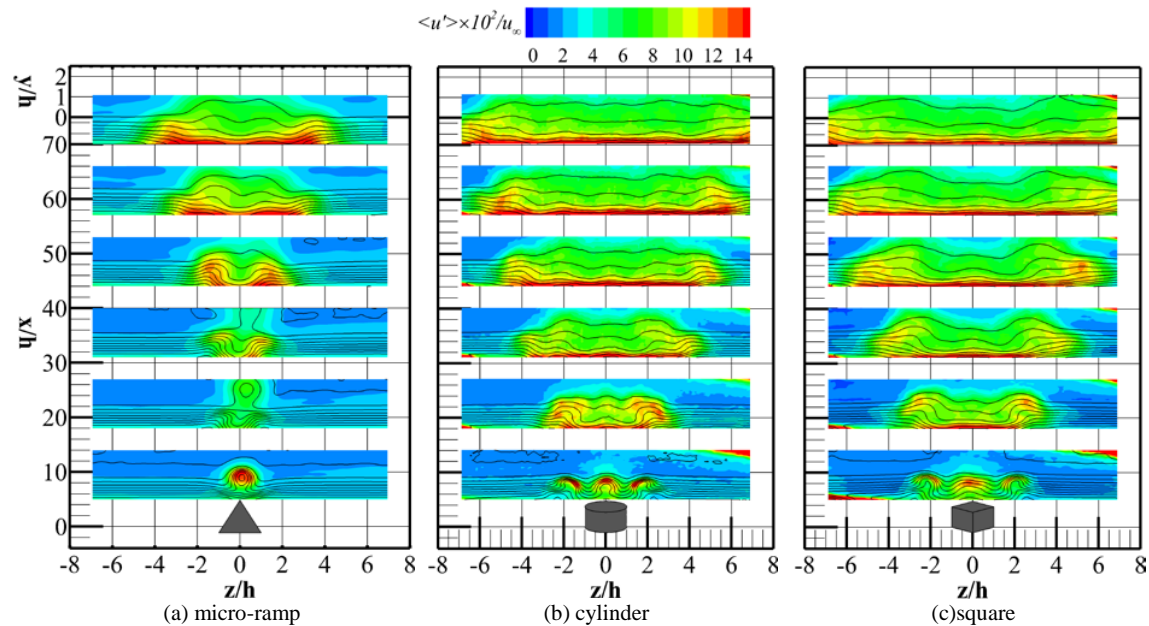 <u'>×10²/u∞
0 2 4 6 8 10 12 14
y/h
2
1
0
70
60
50
40
x/h
30
20
10
0
-8 -6 -4 -2 0 2 4 6 8
-6 -4 -2 0 2 4 6 8
-6 -4 -2 0 2 4 6 8
z/h z/h z/h
(a) micro-ramp (b) cylinder (c)square